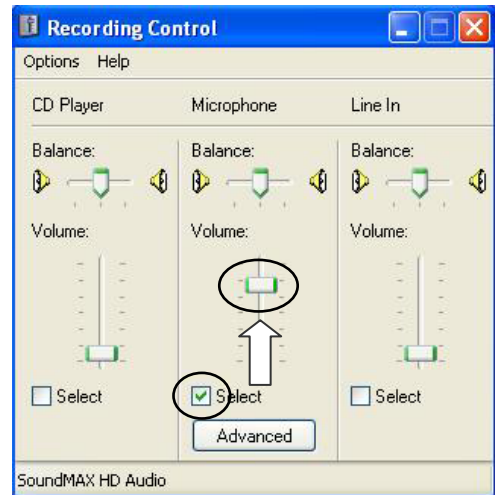 Recording Control
Options Help
CD Player Microphone Line In
Balance: Balance: Balance:
Volume: Volume: Volume:
Select Select Select
Advanced
SoundMAX HD Audio